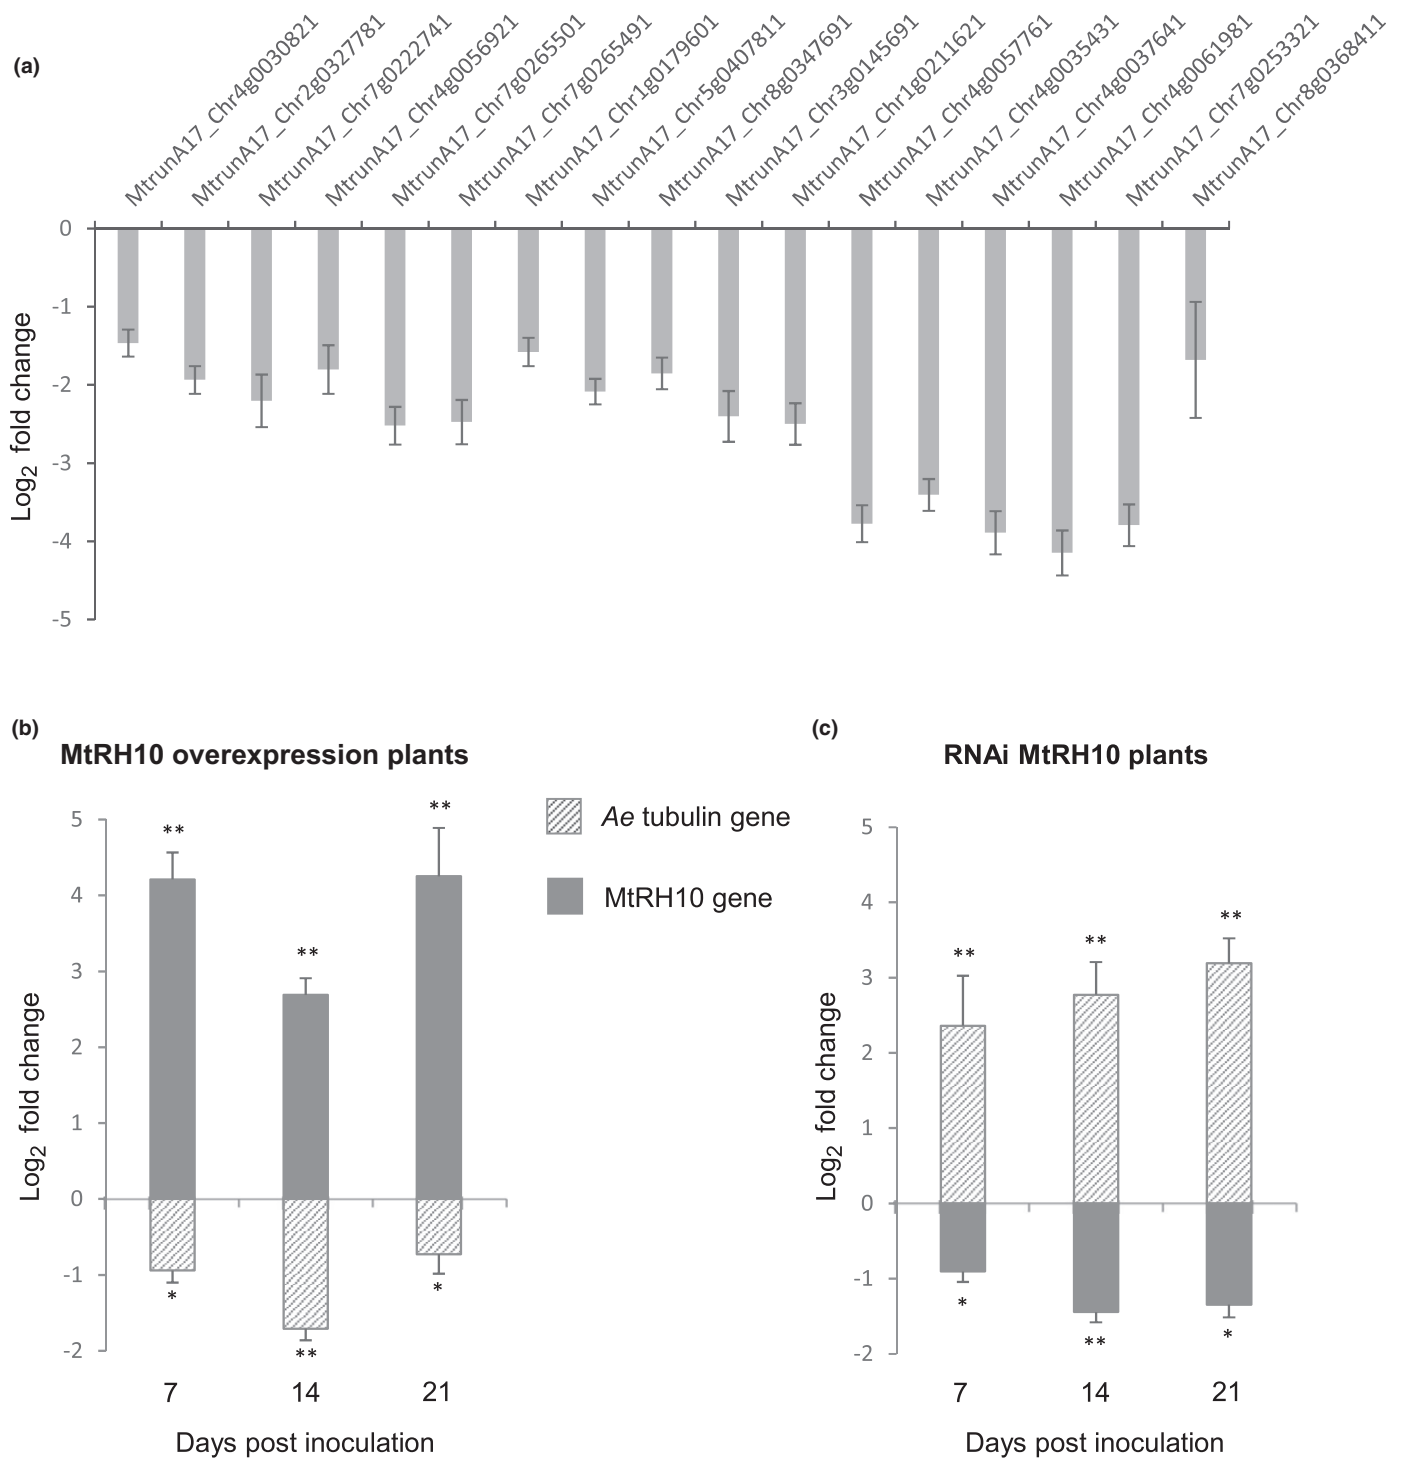 (a)
MtrunA17_Chr4g0030821
MtrunA17_Chr2g0327781
MtrunA17_Chr7g0222741
MtrunA17_Chr4g0056921
MtrunA17_Chr7g0265501
MtrunA17_Chr7g0265491
MtrunA17_Chr1g0179601
MtrunA17_Chr5g0407811
MtrunA17_Chr8g0347691
MtrunA17_Chr3g0145691
MtrunA17_Chr1g0211621
MtrunA17_Chr4g0057761
MtrunA17_Chr4g0035431
MtrunA17_Chr4g0037641
MtrunA17_Chr4g0061981
MtrunA17_Chr7g0253321
MtrunA17_Chr8g0368411
0
-1
-2
-3
-4
-5
Log2 fold change
(b)
MtRH10 overexpression plants
5
4
3
2
1
0
-1
-2
Log2 fold change
**
**
**
*
**
*
7 14 21
Days post inoculation
Ae tubulin gene
MtRH10 gene
(c)
RNAi MtRH10 plants
5
4
3
2
1
0
-1
-2
Log2 fold change
**
**
**
*
**
*
7 14 21
Days post inoculation